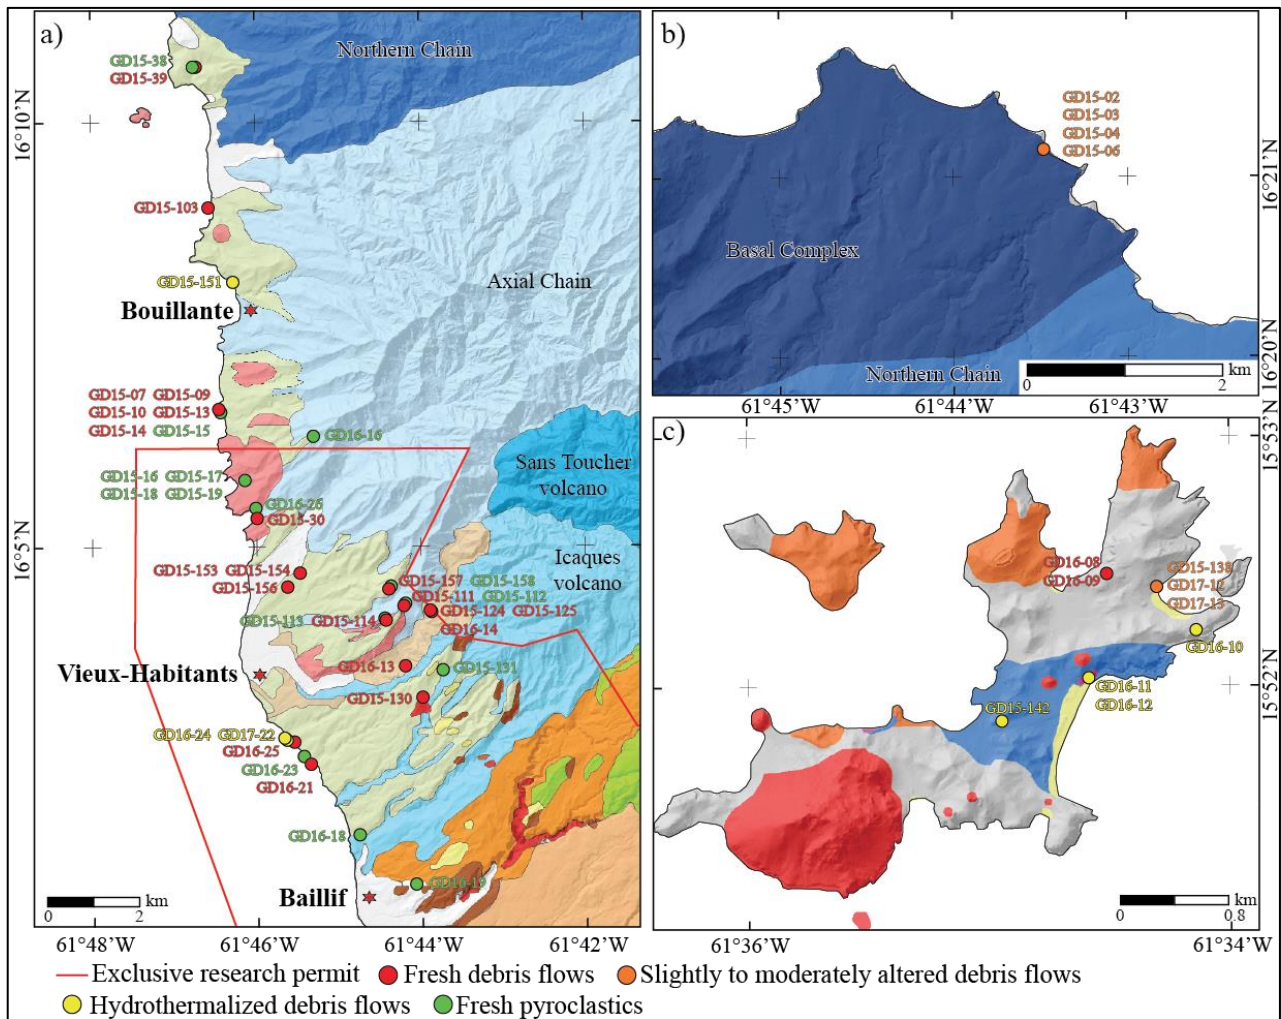 a)
Northern Chain
GD15-38
GD15-39
16°10'N
GD15-103
Axial Chain
GD15-151
Bouillante
GD15-07 GD15-09
GD15-10 GD15-13
GD15-14 GD15-15
GD16-16
Sans Toucher
volcano
GD15-16 GD15-17
GD15-18 GD15-19
GD16-26
GD15-30
16°5'N
Icaques
volcano
GD15-153 GD15-154
GD15-156
GD15-157 GD15-158
GD15-111 GD15-112
GD15-124 GD15-125
GD15-113 GD15-114
GD16-14
GD16-13
GD15-131
Vieux-Habitants
GD15-130
GD16-24 GD17-22
GD16-25
GD16-23
GD16-21
GD16-18
GD16-19
Baillif
0 2 km
61°48'W 61°46'W 61°44'W 61°42'W
b)
GD15-02
GD15-03
GD15-04
GD15-06
16°21'N
Basal Complex
Northern Chain
16°20'N
km
0 2
61°45'W 61°44'W 61°43'W
c)
15°53'N
GD16-08
GD16-09
GD15-138
GD17-12
GD17-13
GD16-10
GD16-11
GD16-12
15°52'N
GD15-142
km
0 0.8
61°36'W 61°34'W
Exclusive research permit Fresh debris flows Slightly to moderately altered debris flows
Hydrothermalized debris flows Fresh pyroclastics